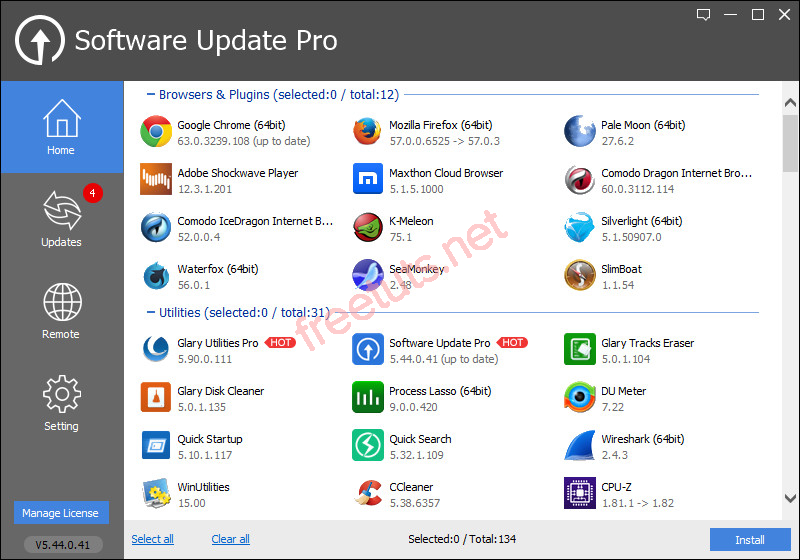 Software Update Pro
Home
4
Updates
Remote
Setting
Manage License
V5.44.0.41
Browsers & Plugins (selected:0 / total:12)
Google Chrome (64bit)
63.0.3239.108 (up to date)
Mozilla Firefox (64bit)
57.0.0.6525 -> 57.0.3
Pale Moon (64bit)
27.6.2
Adobe Shockwave Player
12.3.1.201
Maxthon Cloud Browser
5.1.5.1000
Comodo Dragon Internet Bro...
60.0.3112.114
Comodo IceDragon Internet B...
52.0.0.4
K-Meleon
75.1
Silverlight (64bit)
5.1.50907.0
Waterfox (64bit)
56.0.1
SeaMonkey
2.48
SlimBoat
1.1.54
freetuts.net
Utilities (selected:0 / total:31)
Glary Utilities Pro HOT
5.90.0.111
Software Update Pro HOT
5.44.0.41 (up to date)
Glary Tracks Eraser
5.0.1.104
Glary Disk Cleaner
5.0.1.135
Process Lasso (64bit)
9.0.0.420
DU Meter
7.22
Quick Startup
5.10.1.117
Quick Search
5.32.1.109
Wireshark (64bit)
2.4.3
WinUtilities
15.00
CCleaner
5.38.6357
CPU-Z
1.81.1 -> 1.82
Select all
Clear all
Selected:0 / Total:134
Install